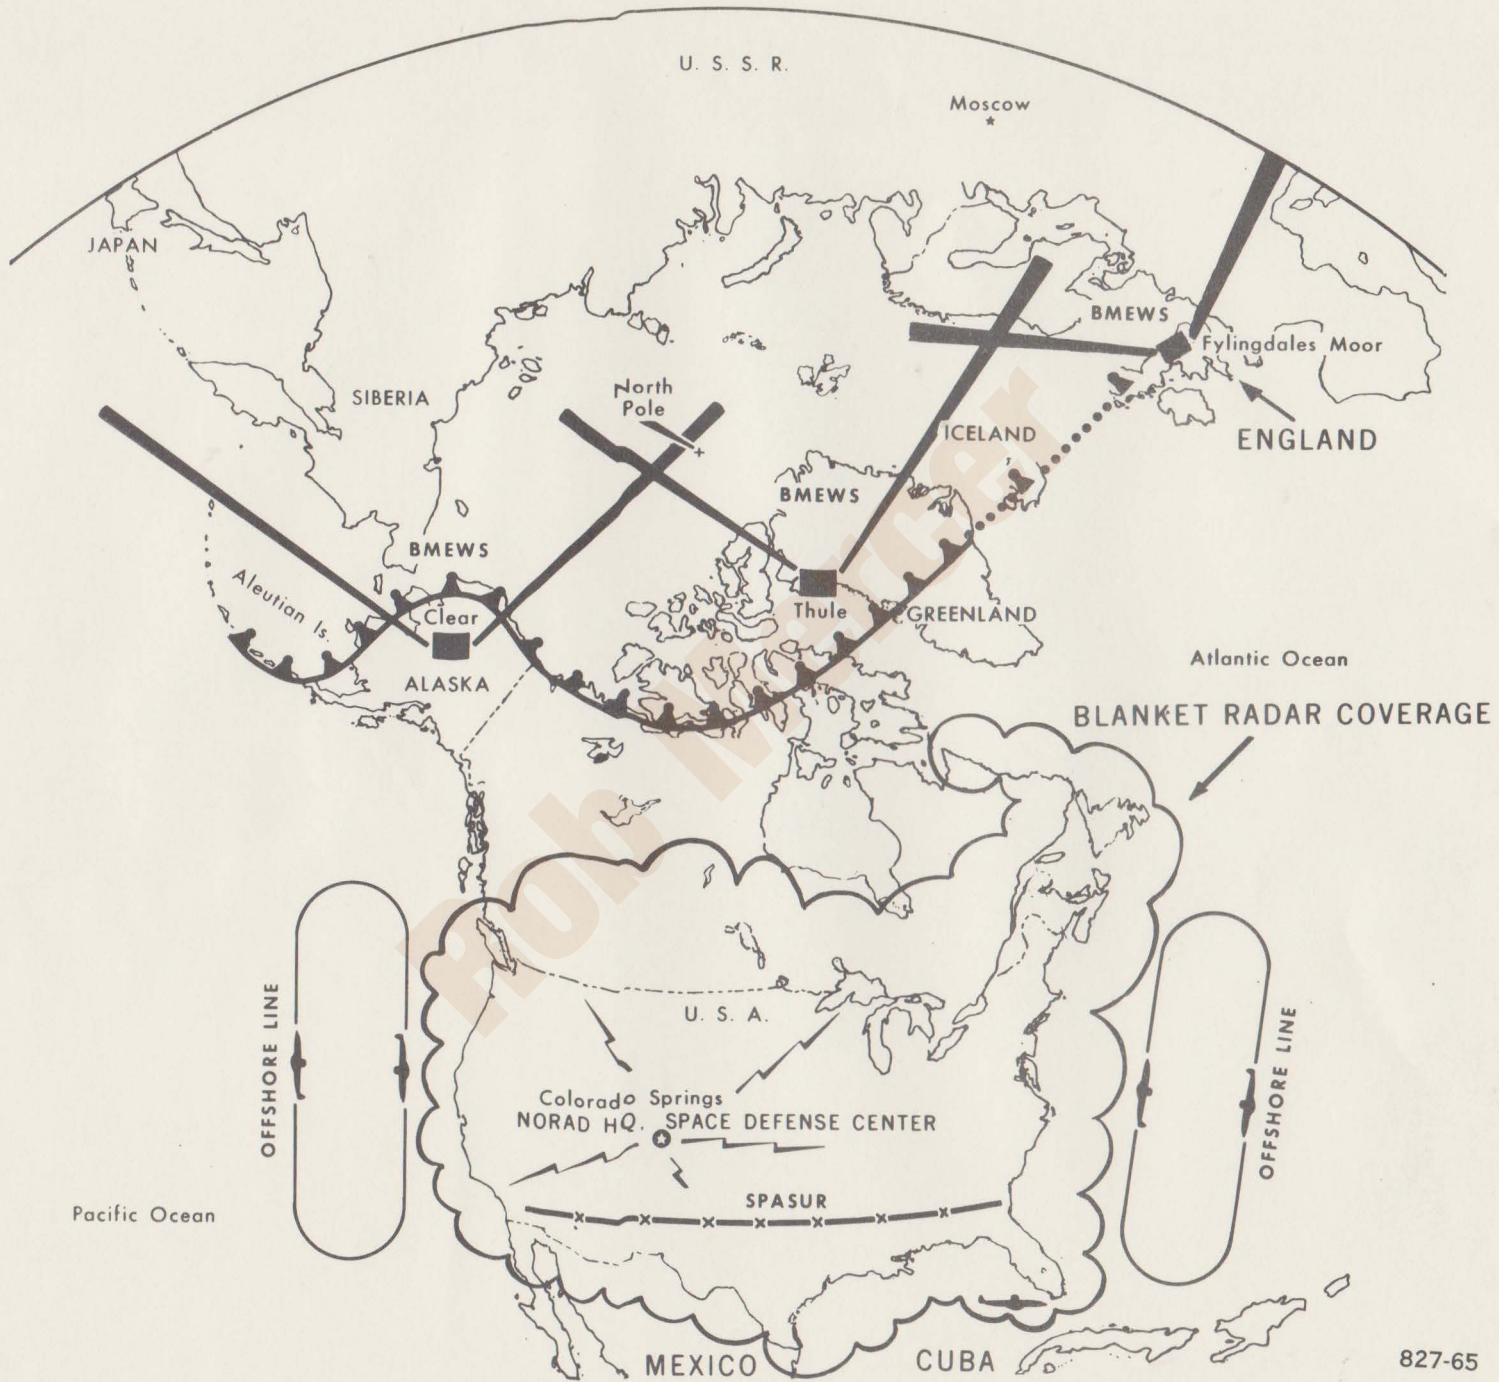 U. S. S. R.
Moscow
JAPAN
BMEWS
Fylingdales Moor
SIBERIA
North
Pole
ICELAND
ENGLAND
BMEWS
BMEWS
Aleutian Is.
Clear
Thule
GREENLAND
ALASKA
Atlantic Ocean
BLANKET RADAR COVERAGE
Rob Mercer
OFFSHORE LINE
U. S. A.
OFFSHORE LINE
Colorado Springs
NORAD HQ. SPACE DEFENSE CENTER
SPASUR
Pacific Ocean
MEXICO
CUBA
827-65